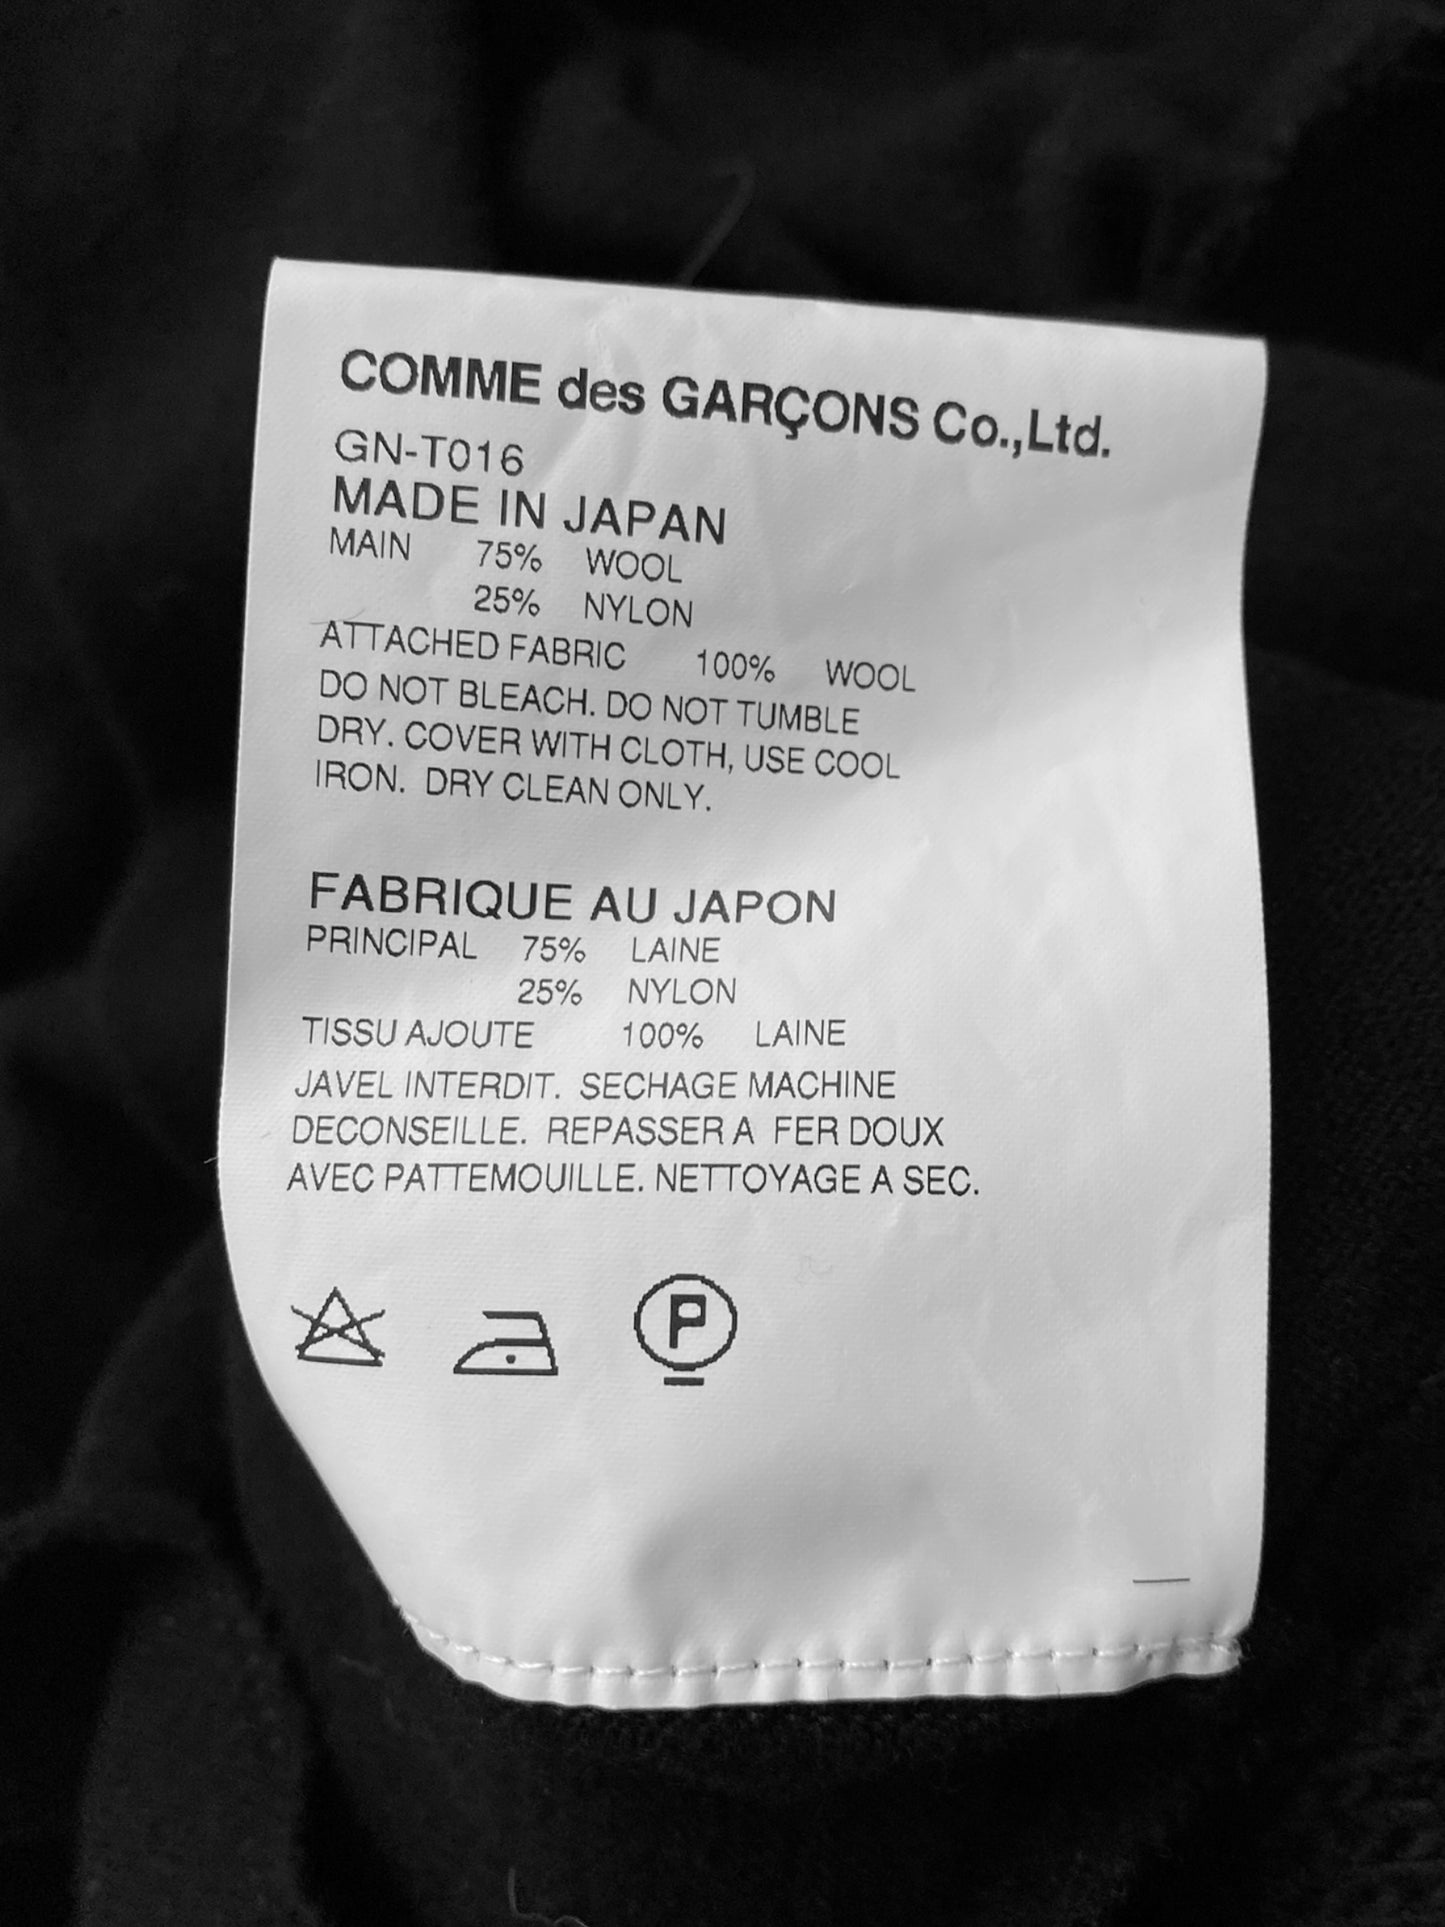 COMME des GARÇONS Co.,Ltd.
GN-T016
MADE IN JAPAN
MAIN 75% WOOL
25% NYLON
ATTACHED FABRIC 100% WOOL
DO NOT BLEACH. DO NOT TUMBLE
DRY. COVER WITH CLOTH, USE COOL
IRON. DRY CLEAN ONLY.
FABRIQUE AU JAPON
PRINCIPAL 75% LAINE
25% NYLON
TISSU AJOUTE 100% LAINE
JAVEL INTERDIT. SECHAGE MACHINE
DECONSEILLE. REPASSER A FER DOUX
AVEC PATTEMOUILLE. NETTOYAGE A SEC.
P